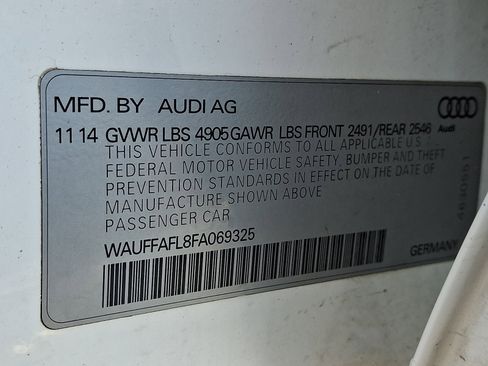 MFD. BY AUDI AG
11 14 GVWR LBS 4905 GAWR LBS FRONT 2491/REAR 2546
Audi
THIS VEHICLE CONFORMS TO ALL APPLICABLE U.S
FEDERAL MOTOR VEHICLE SAFETY, BUMPER AND THEFT
PREVENTION STANDARDS IN EFFECT ON THE DATE OF
MANUFACTURE SHOWN ABOVE
PASSENGER CAR
WAUFFAFL8FA069325
GERMANY